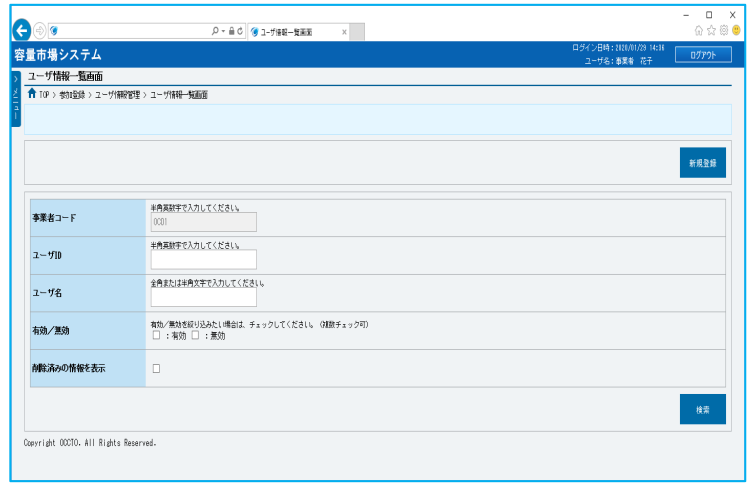 ユーザ情報一覧画面
容量市場システム
ログイン日時:2020/01/29 14:36
ユーザ名:事業者 花子
ログアウト
メニュー
ユーザ情報一覧画面
TOP > 参加登録 > ユーザ情報管理 > ユーザ情報一覧画面
新規登録
事業者コード
半角英数字で入力してください。
0C01
ユーザID
半角英数字で入力してください。
ユーザ名
全角または半角文字で入力してください。
有効/無効
有効/無効を絞り込みたい場合は、チェックしてください。(複数チェック可)
:有効 :無効
削除済みの情報を表示
検索
Copyright OCCTO. All Rights Reserved.